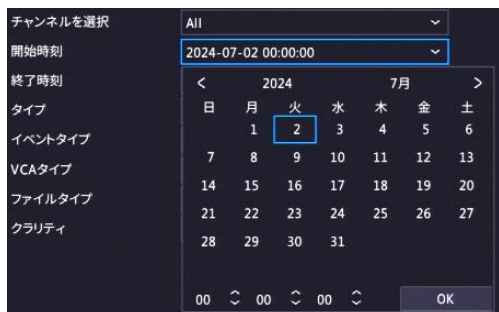 チャンネルを選択 All
開始時刻 2024-07-02 00:00:00
終了時刻 < 2024 7月 >
タイプ 日 月 火 水 木 金 土
1 2 3 4 5 6
イベントタイプ
7 8 9 10 11 12 13
VCAタイプ
14 15 16 17 18 19 20
ファイルタイプ
21 22 23 24 25 26 27
クラリティ
28 29 30 31
00 00 00 OK